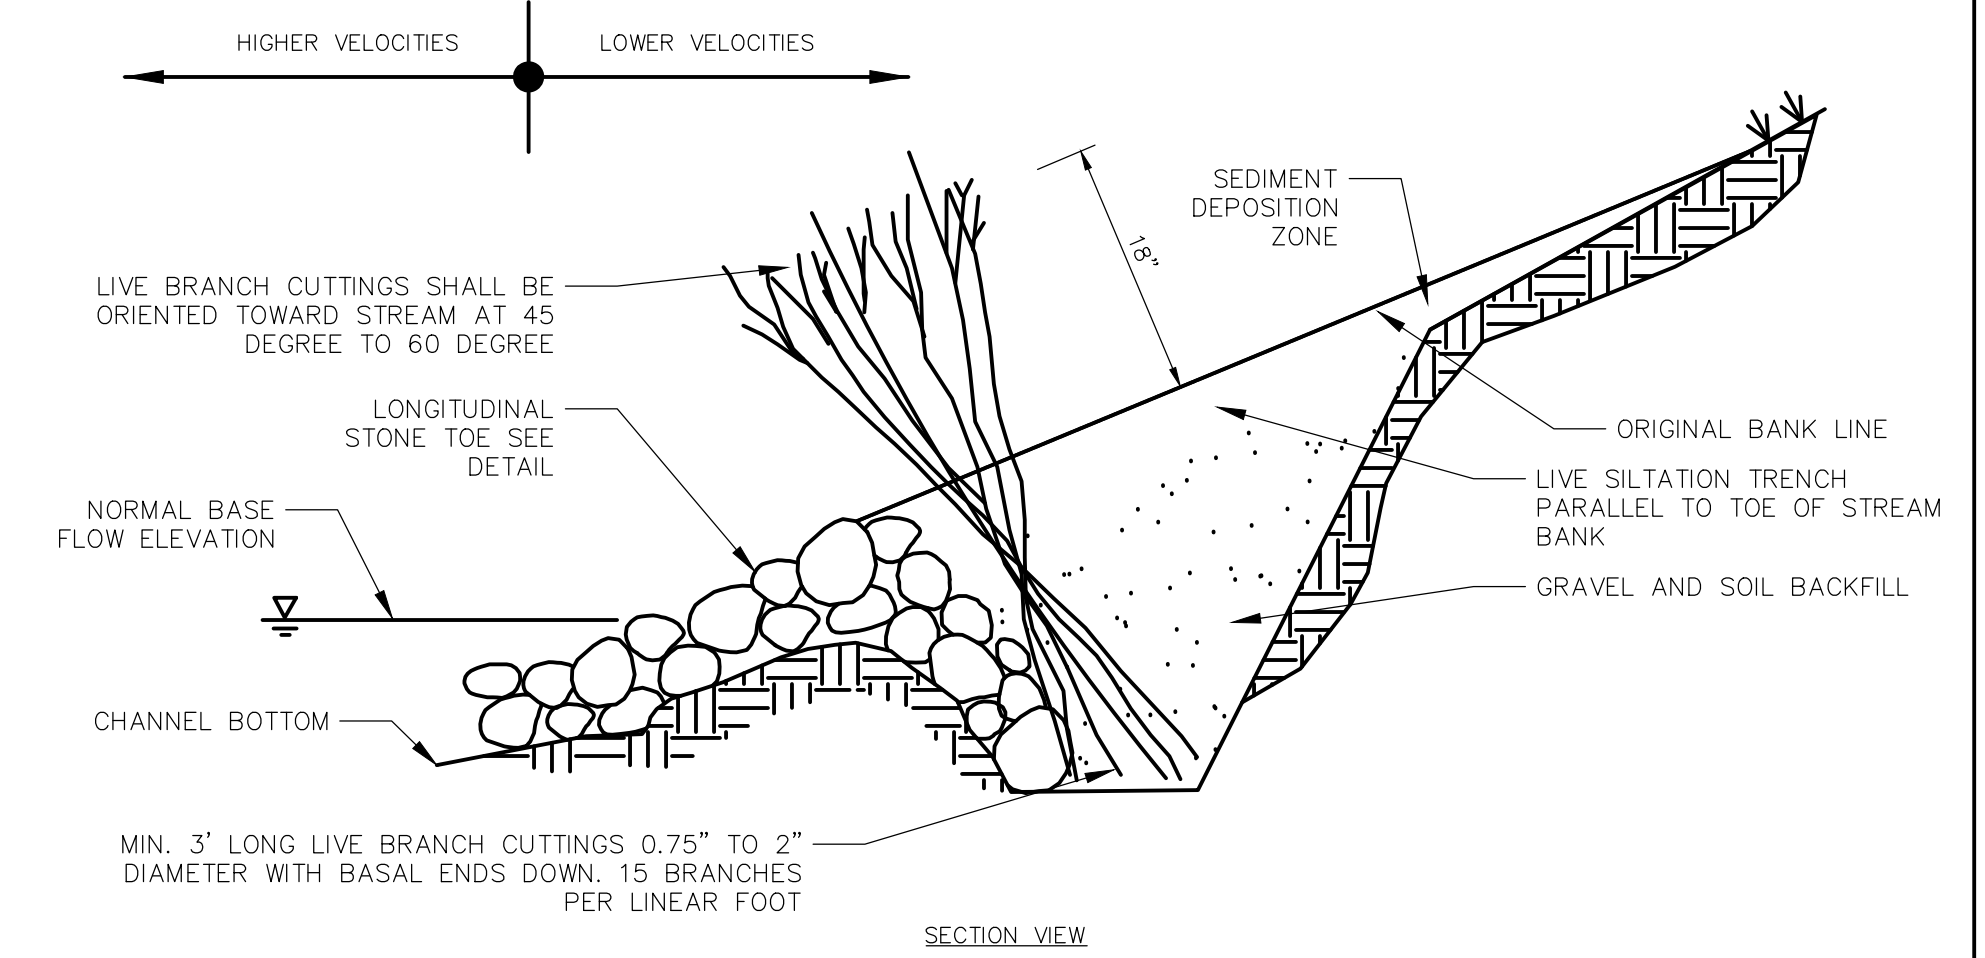 HIGHER VELOCITIES
LOWER VELOCITIES
SEDIMENT
DEPOSITION
ZONE
18”
LIVE BRANCH CUTTINGS SHALL BE
ORIENTED TOWARD STREAM AT 45
DEGREE TO 60 DEGREE
LONGITUDINAL
STONE TOE SEE
DETAIL
ORIGINAL BANK LINE
NORMAL BASE
FLOW ELEVATION
LIVE SILTATION TRENCH
PARALLEL TO TOE OF STREAM
BANK
GRAVEL AND SOIL BACKFILL
CHANNEL BOTTOM
MIN. 3’ LONG LIVE BRANCH CUTTINGS 0.75” TO 2”
DIAMETER WITH BASAL ENDS DOWN. 15 BRANCHES
PER LINEAR FOOT
SECTION VIEW